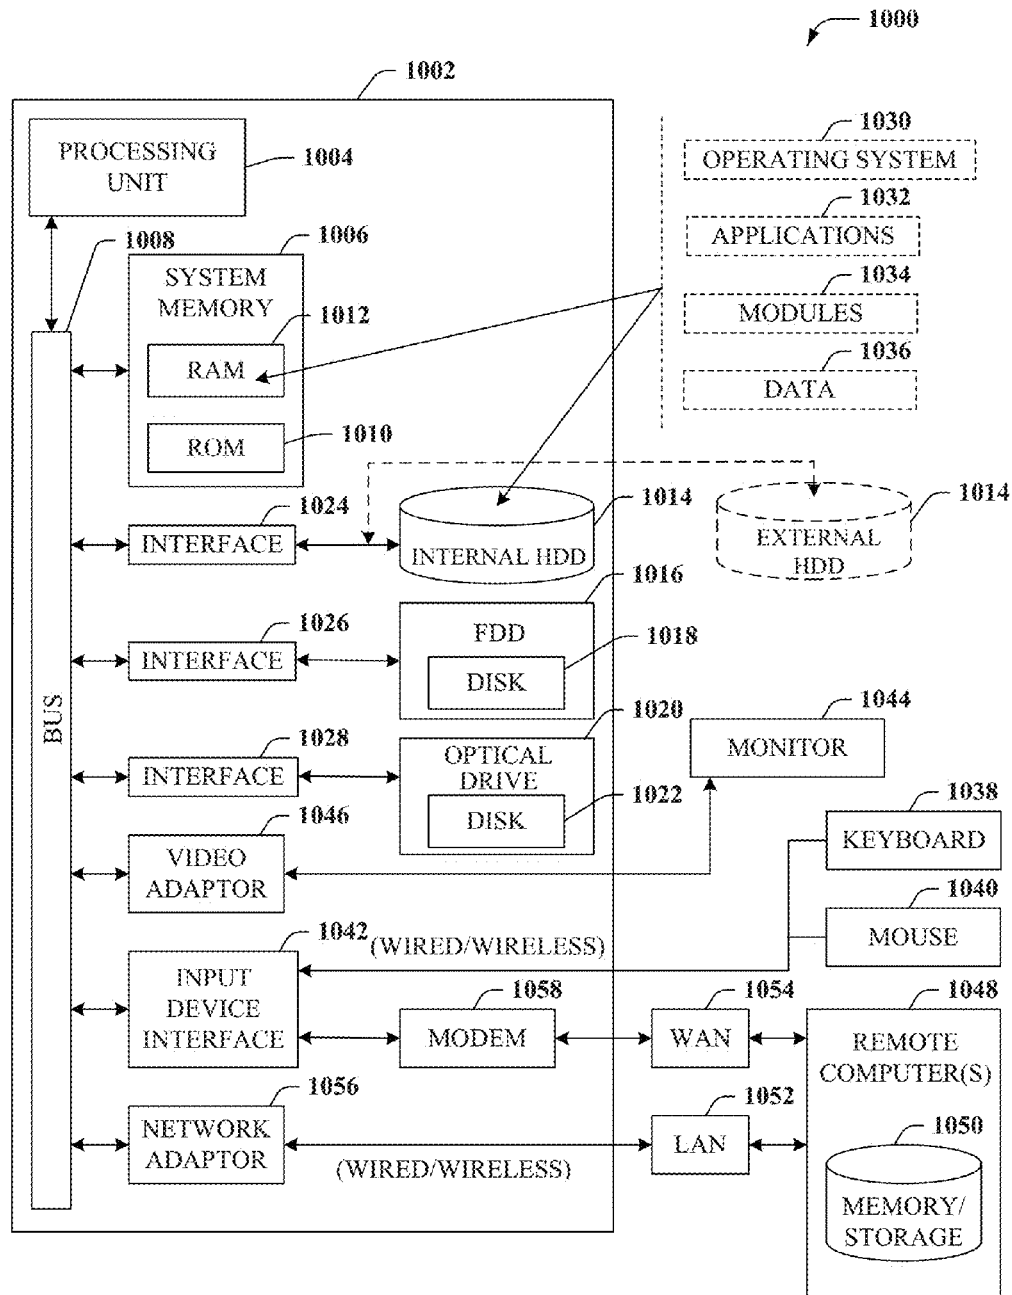 1000
1002
PROCESSING
UNIT
1004
1030
OPERATING SYSTEM
1032
APPLICATIONS
1034
MODULES
1036
DATA
1008
1006
SYSTEM
MEMORY
1012
RAM
1010
ROM
BUS
1024
INTERFACE
1014
INTERNAL HDD
1014
EXTERNAL
HDD
1026
INTERFACE
1016
FDD
1018
DISK
1028
INTERFACE
1020
OPTICAL
DRIVE
1022
DISK
1044
MONITOR
1046
VIDEO
ADAPTOR
1038
KEYBOARD
1040
MOUSE
1042
(WIRED/WIRELESS)
INPUT
DEVICE
INTERFACE
1058
MODEM
1054
WAN
1048
REMOTE
COMPUTER(S)
1056
NETWORK
ADAPTOR
(WIRED/WIRELESS)
1052
LAN
1050
MEMORY/
STORAGE